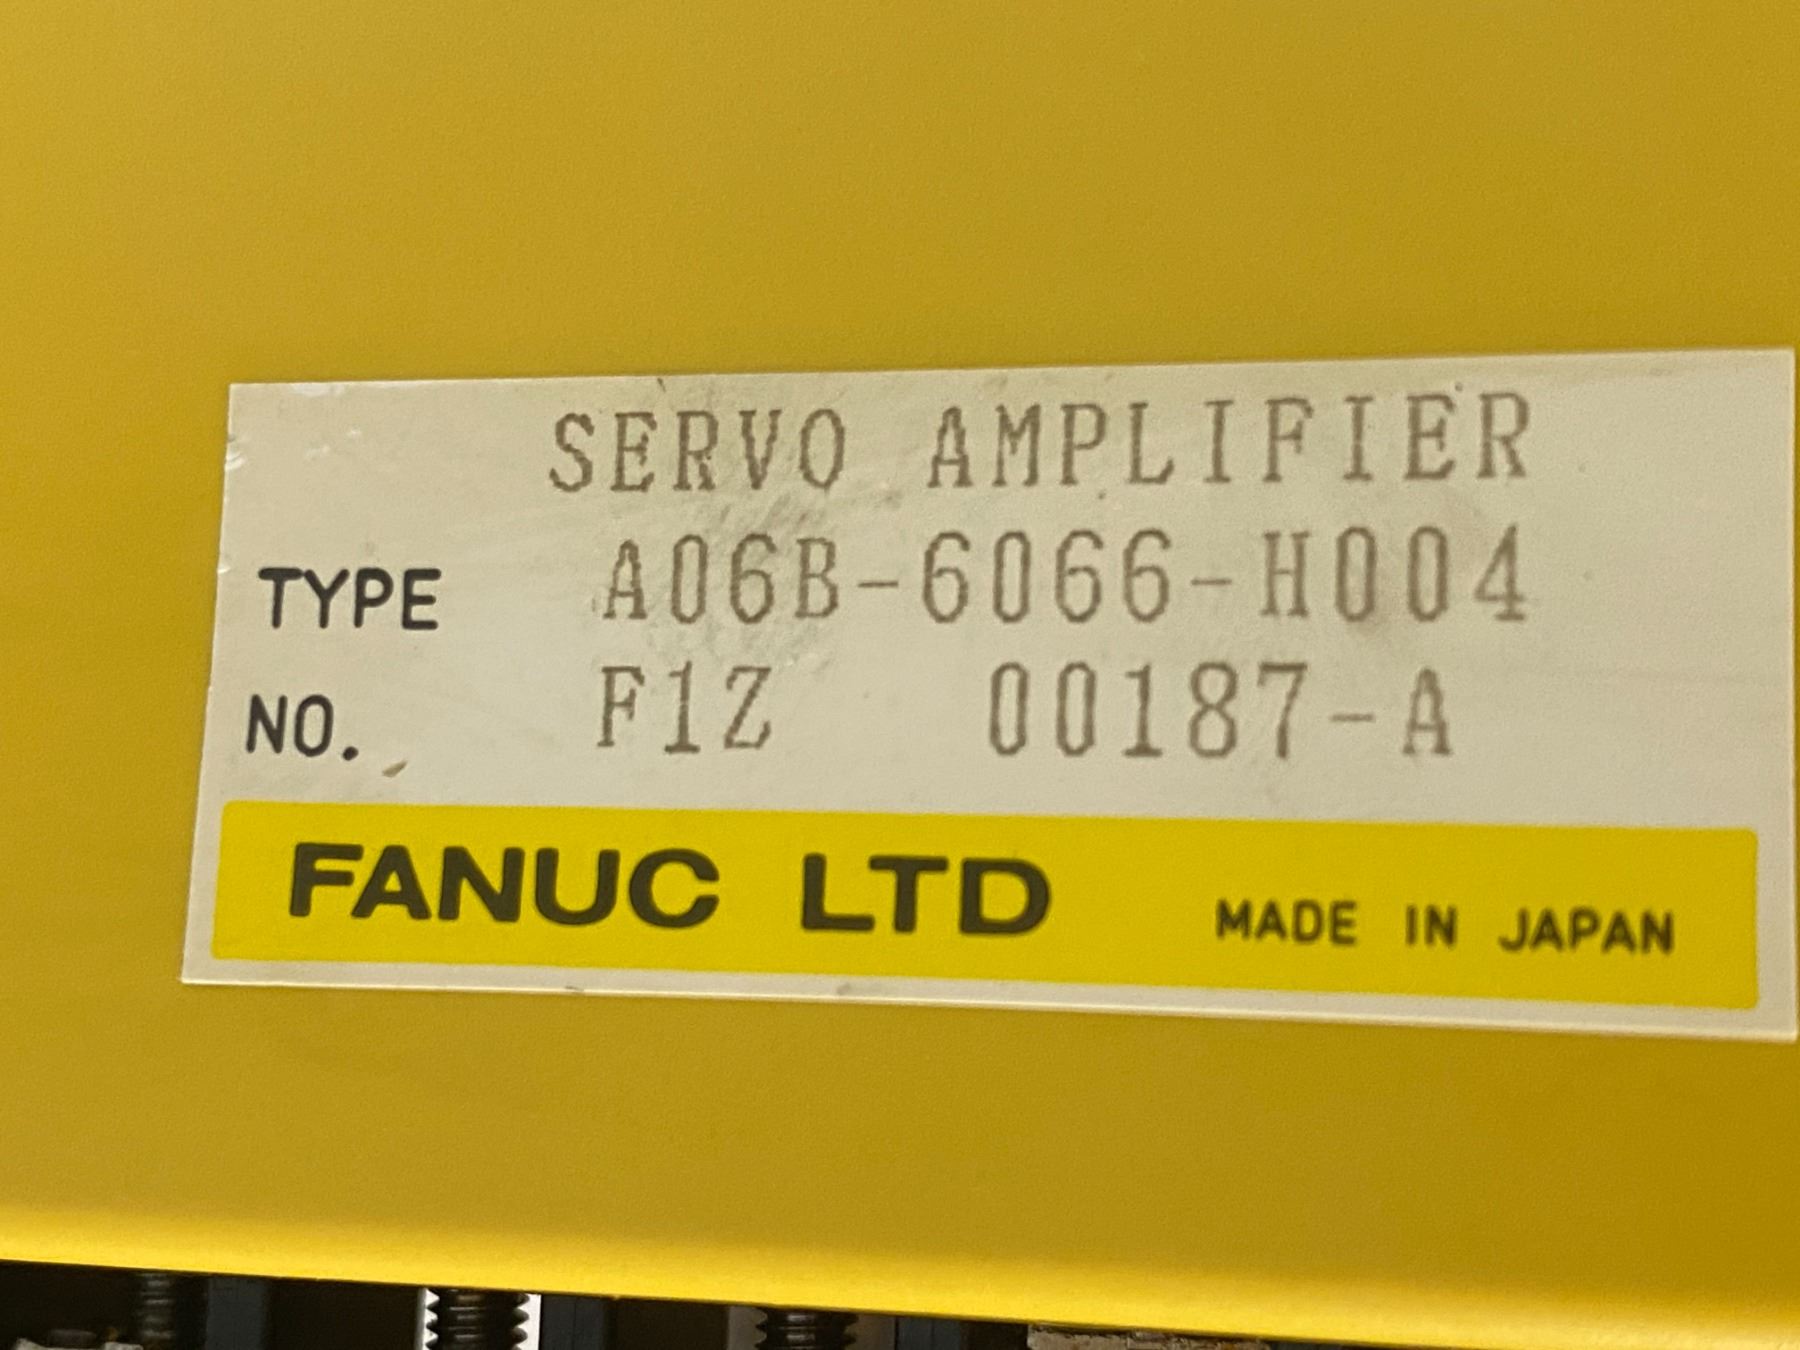 SERVO AMPLIFIER
TYPE A06B-6066-H004
NO. F1Z 00187-A
FANUC LTD MADE IN JAPAN